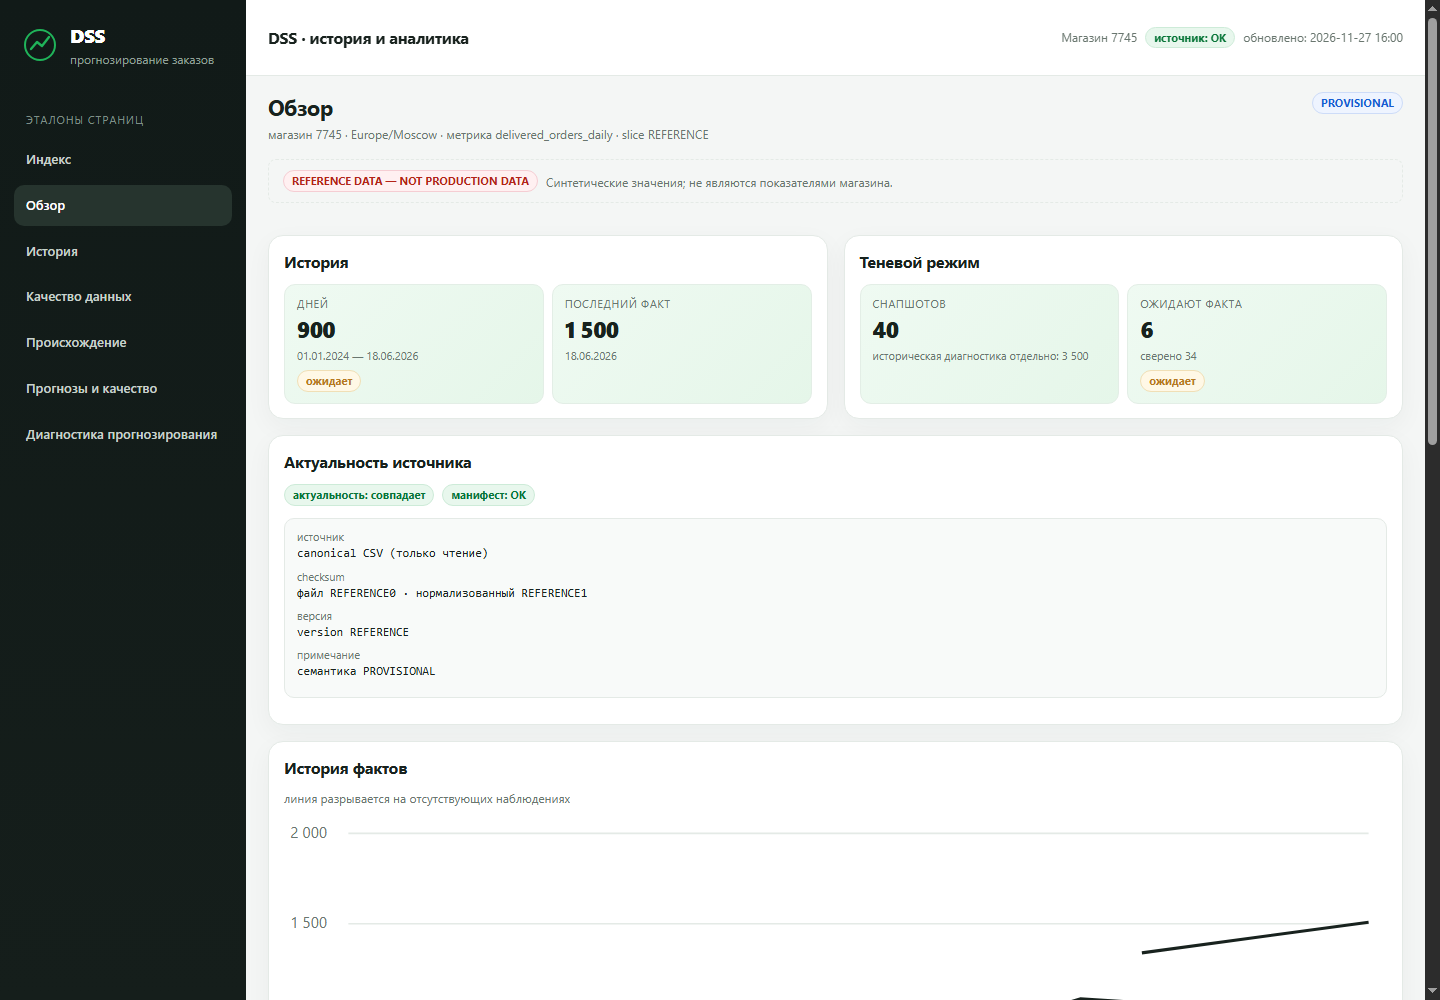 DSS
прогнозирование заказов
ЭТАЛОНЫ СТРАНИЦ
Индекс
Обзор
История
Качество данных
Происхождение
Прогнозы и качество
Диагностика прогнозирования
DSS · история и аналитика
Магазин 7745 источник: OK обновлено: 2026-11-27 16:00
Обзор
PROVISIONAL
магазин 7745 · Europe/Moscow · метрика delivered_orders_daily · slice REFERENCE
REFERENCE DATA — NOT PRODUCTION DATA Синтетические значения; не являются показателями магазина.
История
ДНЕЙ
900
01.01.2024 — 18.06.2026
ожидает
ПОСЛЕДНИЙ ФАКТ
1 500
18.06.2026
Теневой режим
СНАПШОТОВ
40
историческая диагностика отдельно: 3 500
ОЖИДАЮТ ФАКТА
6
сверено 34
ожидает
Актуальность источника
актуальность: совпадает манифест: OK
источник
canonical CSV (только чтение)
checksum
файл REFERENCE0 · нормализованный REFERENCE1
версия
version REFERENCE
примечание
семантика PROVISIONAL
История фактов
линия разрывается на отсутствующих наблюдениях
2 000
1 500